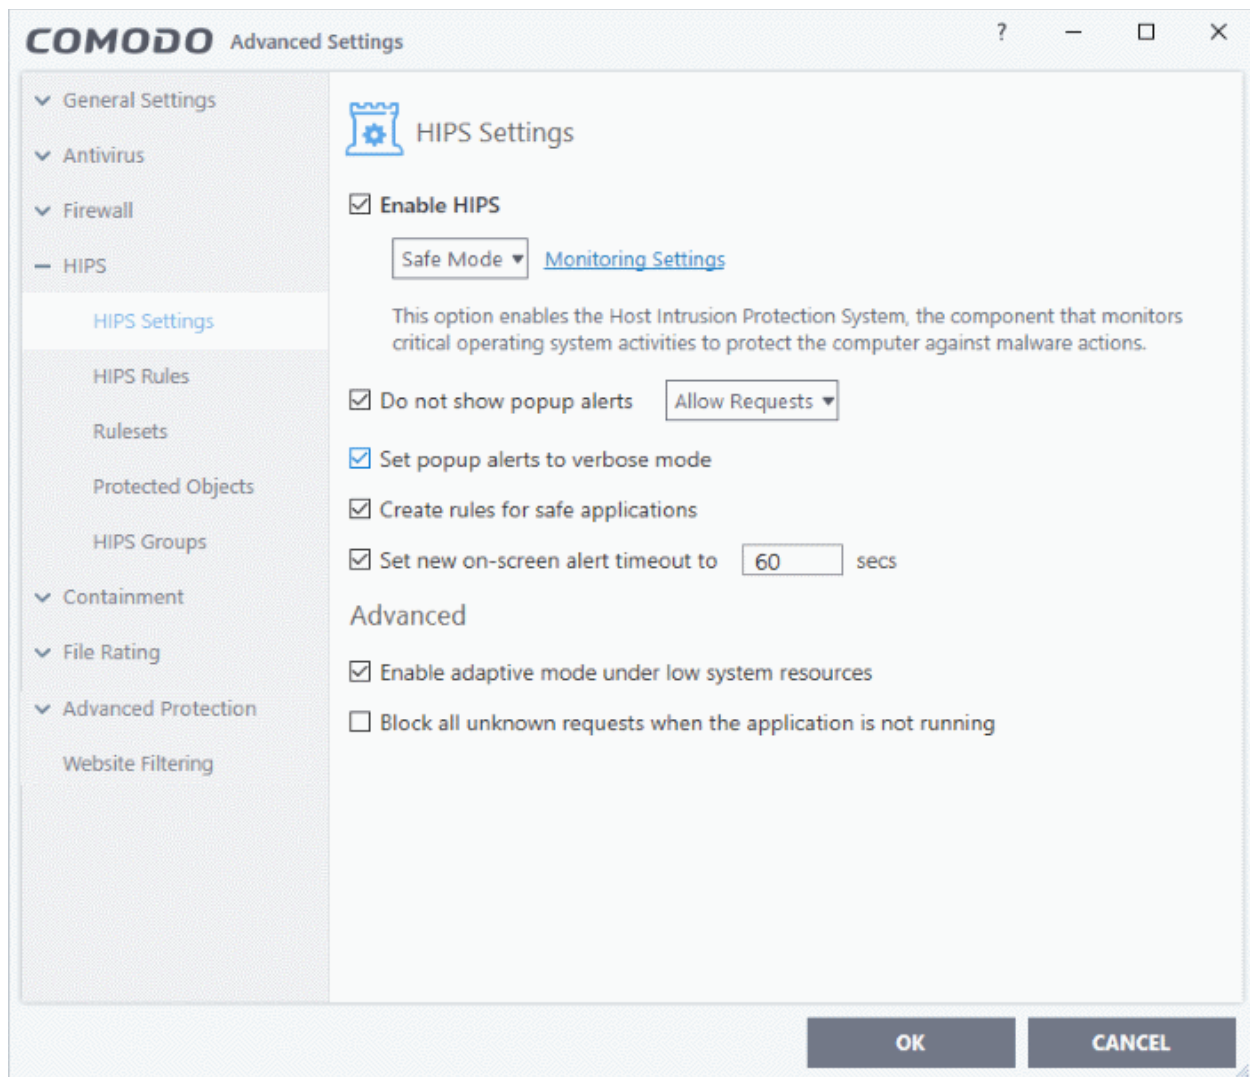 COMODO Advanced Settings ?
General Settings
Antivirus
Firewall
HIPS
HIPS Settings
HIPS Rules
Rulesets
Protected Objects
HIPS Groups
Containment
File Rating
Advanced Protection
Website Filtering
HIPS Settings
Enable HIPS
Safe Mode Monitoring Settings
This option enables the Host Intrusion Protection System, the component that monitors
critical operating system activities to protect the computer against malware actions.
Do not show popup alerts Allow Requests
Set popup alerts to verbose mode
Create rules for safe applications
Set new on-screen alert timeout to 60 secs
Advanced
Enable adaptive mode under low system resources
Block all unknown requests when the application is not running
OK CANCEL